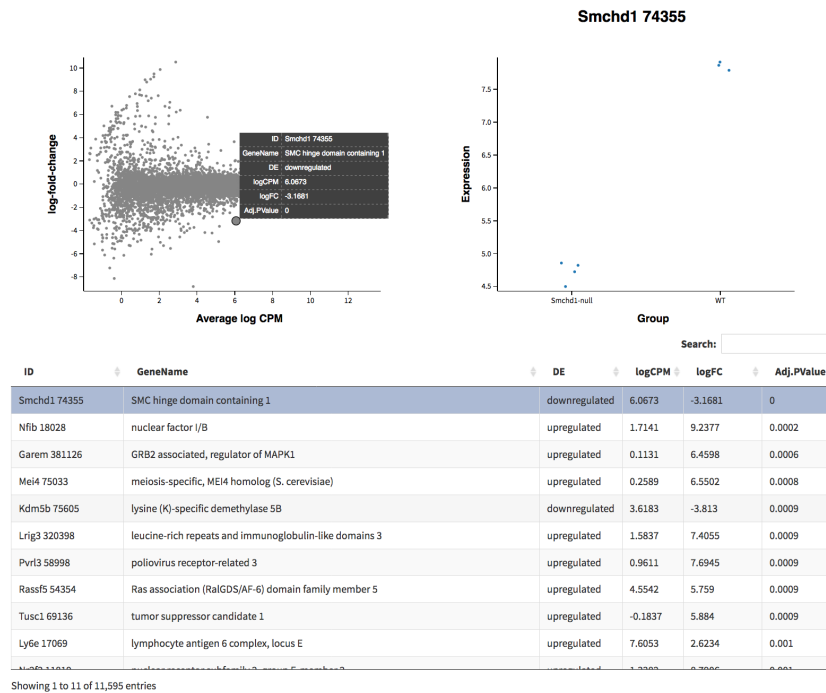 Smchd1 74355
log-fold-change
10
8
6
4
2
0
-2
-4
-6
-8
0 2 4 6 8 10 12
Average log CPM
ID Smchd1 74355
GeneName SMC hinge domain containing 1
DE downregulated
logCPM 6.0673
logFC -3.1681
Adj.PValue 0
Expression
7.5
7.0
6.5
6.0
5.5
5.0
4.5
Smchd1-null WT
Group
Search:
ID GeneName DE logCPM logFC Adj.PValue
Smchd1 74355 SMC hinge domain containing 1 downregulated 6.0673 -3.1681 0
Nfib 18028 nuclear factor I/B upregulated 1.7141 9.2377 0.0002
Garem 381126 GRB2 associated, regulator of MAPK1 upregulated 0.1131 6.4598 0.0006
Mei4 75033 meiosis-specific, MEI4 homolog (S. cerevisiae) upregulated 0.2589 6.5502 0.0008
Kdm5b 75605 lysine (K)-specific demethylase 5B downregulated 3.6183 -3.813 0.0009
Lrig3 320398 leucine-rich repeats and immunoglobulin-like domains 3 upregulated 1.5837 7.4055 0.0009
Pvrl3 58998 poliovirus receptor-related 3 upregulated 0.9611 7.6945 0.0009
Rassf5 54354 Ras association (RalGDS/AF-6) domain family member 5 upregulated 4.5542 5.759 0.0009
Tusc1 69136 tumor suppressor candidate 1 upregulated -0.1837 5.884 0.0009
Ly6e 17069 lymphocyte antigen 6 complex, locus E upregulated 7.6053 2.6234 0.001
Showing 1 to 11 of 11,595 entries